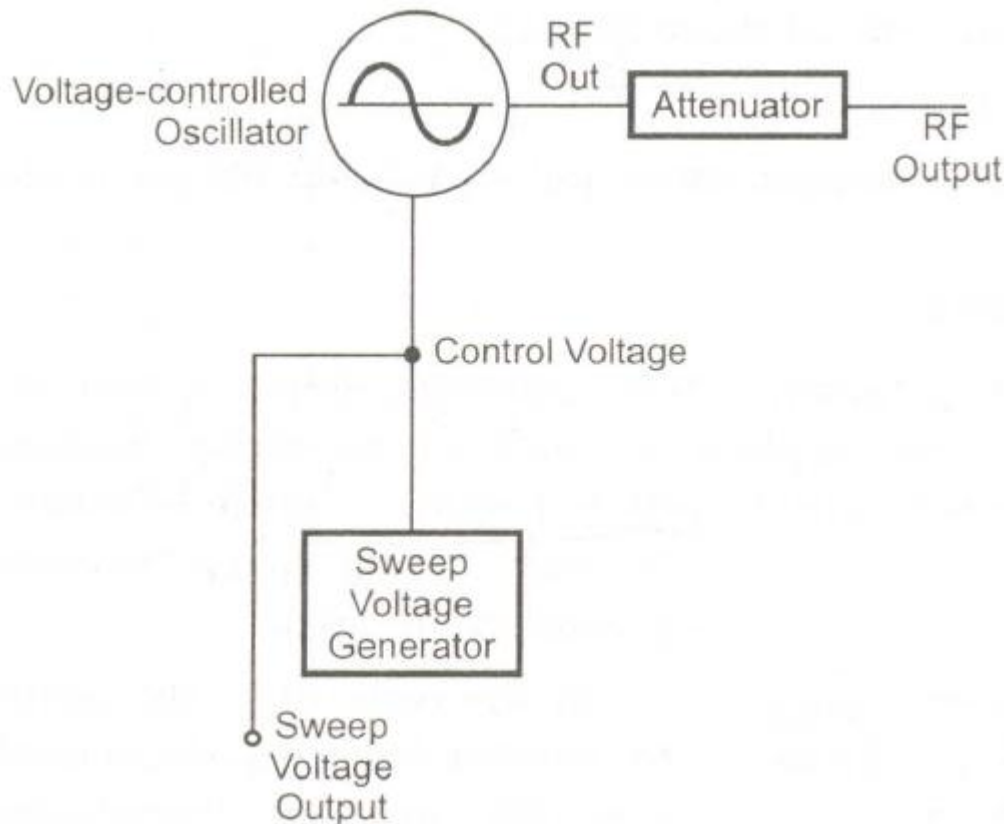 RF
Out
Voltage-controlled
Oscillator
Attenuator
RF
Output
Control Voltage
Sweep
Voltage
Generator
Sweep
Voltage
Output